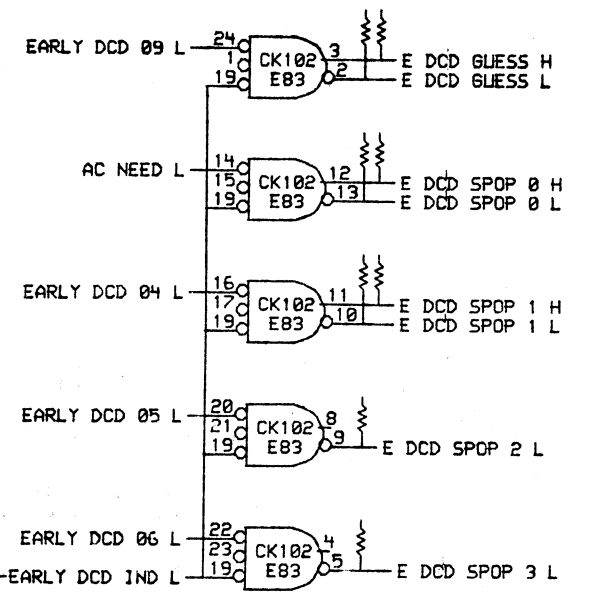 24
EARLY DCD 09 L
1
19
CK102
E83
3
2
E DCD GUESS H
E DCD GUESS L
14
AC NEED L
15
19
CK102
E83
12
13
E DCD SPOP 0 H
E DCD SPOP 0 L
16
EARLY DCD 04 L
17
19
CK102
E83
11
10
E DCD SPOP 1 H
E DCD SPOP 1 L
20
EARLY DCD 05 L
21
19
CK102
E83
8
9
E DCD SPOP 2 L
22
EARLY DCD 06 L
23
EARLY DCD IND L
19
CK102
E83
4
5
E DCD SPOP 3 L